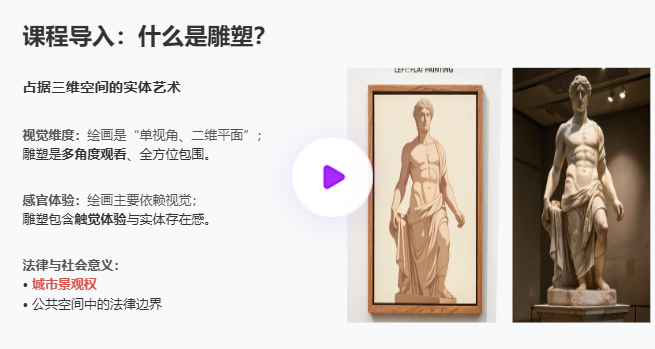 课程导入：什么是雕塑？
占据三维空间的实体艺术
视觉维度：绘画是“单视角、二维平面”；
雕塑是多角度观看、全方位包围。
感官体验：绘画主要依赖视觉；
雕塑包含触觉体验与实体存在感。
法律与社会意义：
• 城市景观权
• 公共空间中的法律边界
LEFT: FLAT PAINTING